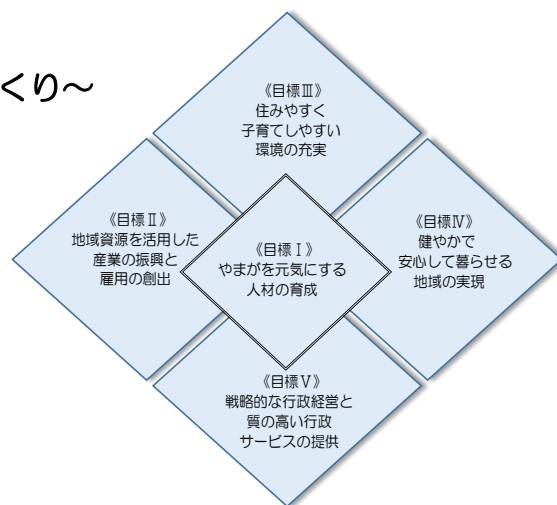 くり～
《目標Ⅲ》
住みやすく
子育てしやすい
環境の充実
《目標Ⅱ》
地域資源を活用した
産業の振興と
雇用の創出
《目標Ⅰ》
やまがを元気にする
人材の育成
《目標Ⅳ》
健やかで
安心して暮らせる
地域の実現
《目標Ⅴ》
戦略的な行政経営と
質の高い行政
サービスの提供